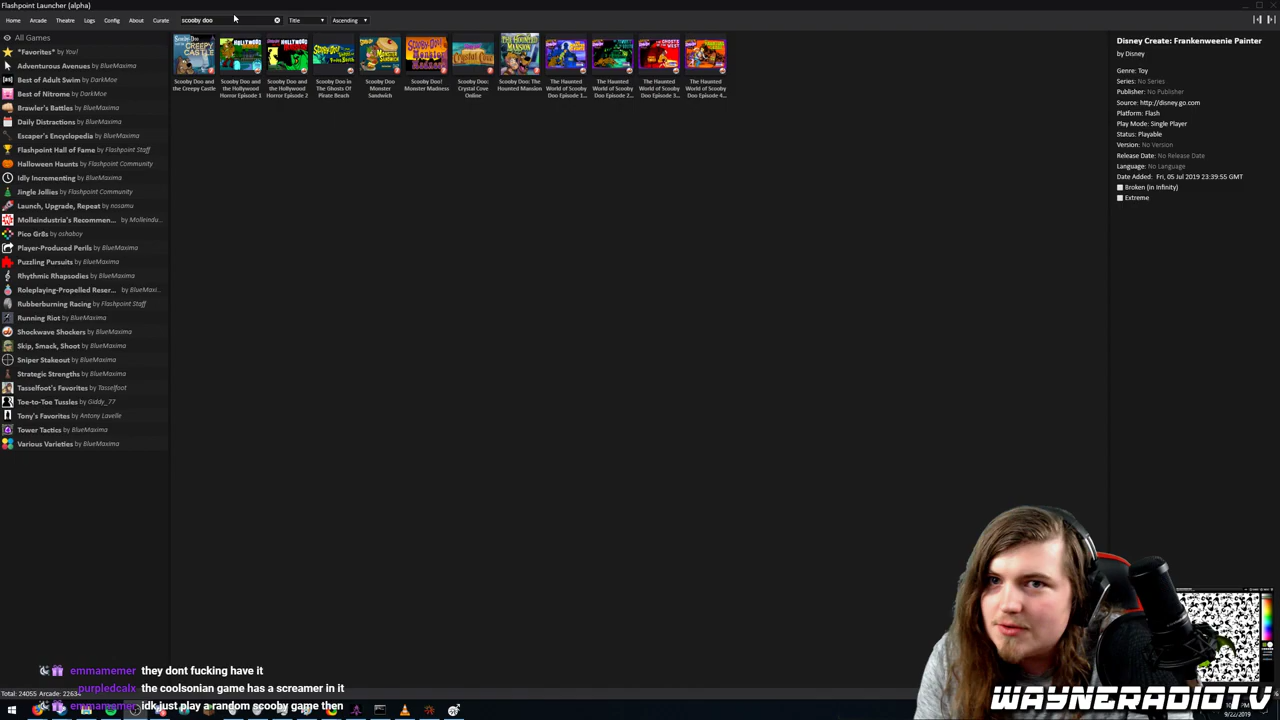 Flashpoint Launcher (alpha)
Home Arcade Theatre Logs Config About Curate scooby doo Title Ascending
All Games
*Favorites* by You!
Adventurous Avenues by BlueMaxima
Best of Adult Swim by DarkMoe
Best of Nitrome by DarkMoe
Brawler's Battles by BlueMaxima
Daily Distractions by BlueMaxima
Escaper's Encyclopedia by BlueMaxima
Flashpoint Hall of Fame by Flashpoint Staff
Halloween Haunts by Flashpoint Community
Idly Incrementing by BlueMaxima
Jingle Jollies by Flashpoint Community
Launch, Upgrade, Repeat by nosamu
Molleindustria's Recommen... by Molleindu...
Pico Gr8s by oshaboy
Player-Produced Perils by BlueMaxima
Puzzling Pursuits by BlueMaxima
Rhythmic Rhapsodies by BlueMaxima
Roleplaying-Propelled Reser... by BlueMaxi...
Rubberburning Racing by Flashpoint Staff
Running Riot by BlueMaxima
Shockwave Shockers by BlueMaxima
Skip, Smack, Shoot by BlueMaxima
Sniper Stakeout by BlueMaxima
Strategic Strengths by BlueMaxima
Tasselfoot's Favorites by Tasselfoot
Toe-to-Toe Tussles by Giddy_77
Tony's Favorites by Antony Lavelle
Tower Tactics by BlueMaxima
Various Varieties by BlueMaxima
Scooby Doo and the Creepy Castle
Scooby Doo and the Hollywood Horror Episode 1
Scooby Doo and the Hollywood Horror Episode 2
Scooby Doo in The Ghosts Of Pirate Beach
Scooby Doo Monster Sandwich
Scooby Doo! Monster Madness
Scooby Doo: Crystal Cove Online
Scooby Doo: The Haunted Mansion
The Haunted World of Scooby Doo Episode 1...
The Haunted World of Scooby Doo Episode 2...
The Haunted World of Scooby Doo Episode 3...
The Haunted World of Scooby Doo Episode 4...
Disney Create: Frankenweenie Painter
by Disney
Genre: Toy
Series: No Series
Publisher: No Publisher
Source: http://disney.go.com
Platform: Flash
Play Mode: Single Player
Status: Playable
Version: No Version
Release Date: No Release Date
Language: No Language
Date Added: Fri, 05 Jul 2019 23:39:55 GMT
Broken (in Infinity)
Extreme
emmamemer they dont fucking have it
purpledcalx the coolsonian game has a screamer in it
emmamemer idk just play a random scooby game then
Total: 24055 Arcade: 22634
WAYNERADIOTV
9/22/2019